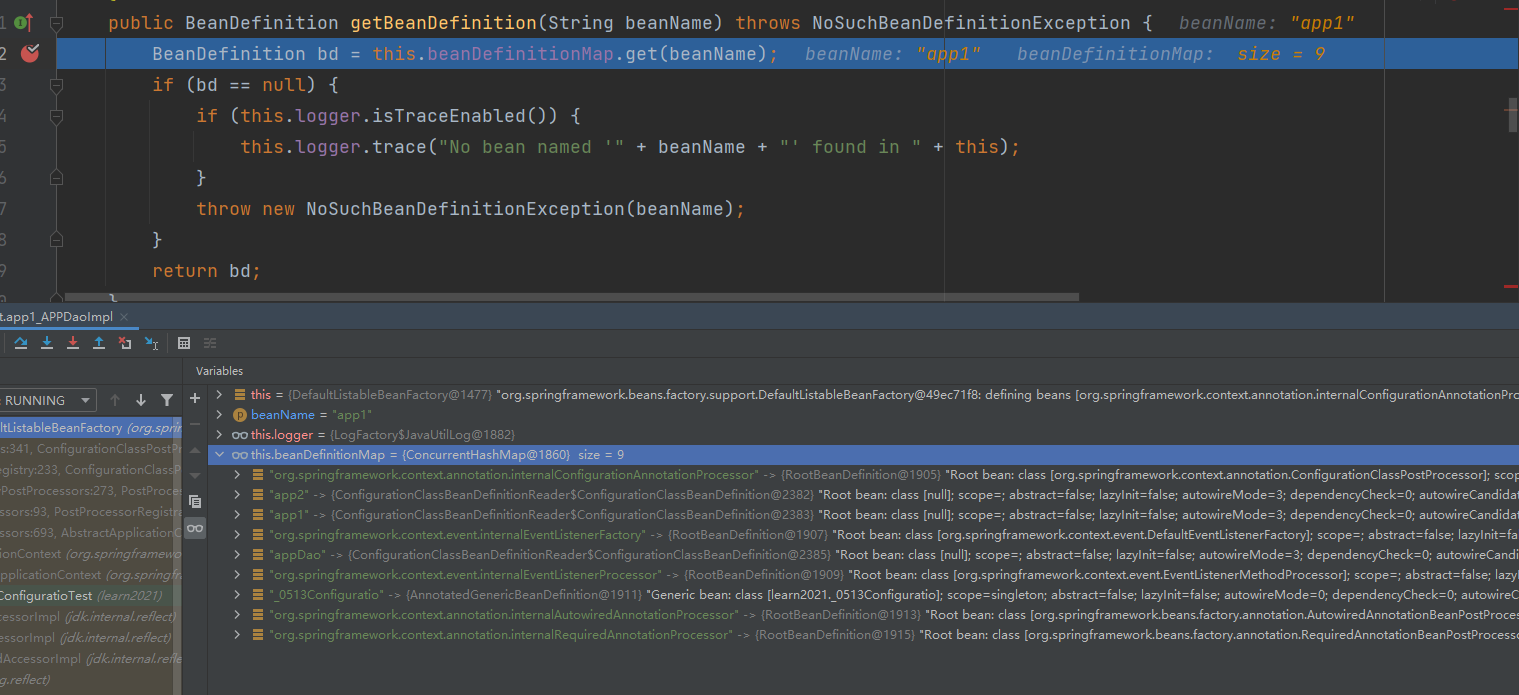 1 public BeanDefinition getBeanDefinition(String beanName) throws NoSuchBeanDefinitionException { beanName: "app1"
2 BeanDefinition bd = this.beanDefinitionMap.get(beanName); beanName: "app1" beanDefinitionMap: size = 9
3 if (bd == null) {
4 if (this.logger.isTraceEnabled()) {
5 this.logger.trace("No bean named '" + beanName + "' found in " + this);
6 }
7 throw new NoSuchBeanDefinitionException(beanName);
8 }
9 return bd;
}
t.app1_APPDaoImpl
Variables
RUNNING
this = {DefaultListableBeanFactory@1477} "org.springframework.beans.factory.support.DefaultListableBeanFactory@49ec71f8: defining beans [org.springframework.context.annotation.internalConfigurationAnnotationPro
beanName = "app1"
ultListableBeanFactory (org.sprin
this.logger = {LogFactory$JavaUtilLog@1882}
s:341, ConfigurationClassPostPr
this.beanDefinitionMap = {ConcurrentHashMap@1860} size = 9
egistry:233, ConfigurationClassP
"org.springframework.context.annotation.internalConfigurationAnnotationProcessor" -> {RootBeanDefinition@1905} "Root bean: class [org.springframework.context.annotation.ConfigurationClassPostProcessor]; scop
yPostProcessors:273, PostProces
"app2" -> {ConfigurationClassBeanDefinitionReader$ConfigurationClassBeanDefinition@2382} "Root bean: class [null]; scope=; abstract=false; lazyInit=false; autowireMode=3; dependencyCheck=0; autowireCandidat
ssors:93, PostProcessorRegistra
"app1" -> {ConfigurationClassBeanDefinitionReader$ConfigurationClassBeanDefinition@2383} "Root bean: class [null]; scope=; abstract=false; lazyInit=false; autowireMode=3; dependencyCheck=0; autowireCandidat
ssors:693, AbstractApplicationC
"org.springframework.context.event.internalEventListenerFactory" -> {RootBeanDefinition@1907} "Root bean: class [org.springframework.context.event.DefaultEventListenerFactory]; scope=; abstract=false; lazyInit=fa
ionContext (org.springframewo
"appDao" -> {ConfigurationClassBeanDefinitionReader$ConfigurationClassBeanDefinition@2385} "Root bean: class [null]; scope=; abstract=false; lazyInit=false; autowireMode=3; dependencyCheck=0; autowireCandi
pplicationContext (org.springfr
"org.springframework.context.event.internalEventListenerProcessor" -> {RootBeanDefinition@1909} "Root bean: class [org.springframework.context.event.EventListenerMethodProcessor]; scope=; abstract=false; lazyI
ConfiguratioTest (learn2021)
"_0513Configuratio" -> {AnnotatedGenericBeanDefinition@1911} "Generic bean: class [learn2021._0513Configuratio]; scope=singleton; abstract=false; lazyInit=false; autowireMode=0; dependencyCheck=0; autowireC
cessorImpl (jdk.internal.reflect)
"org.springframework.context.annotation.internalAutowiredAnnotationProcessor" -> {RootBeanDefinition@1913} "Root bean: class [org.springframework.beans.factory.annotation.AutowiredAnnotationBeanPostProces
essorImpl (jdk.internal.reflect)
"org.springframework.context.annotation.internalRequiredAnnotationProcessor" -> {RootBeanDefinition@1915} "Root bean: class [org.springframework.beans.factory.annotation.RequiredAnnotationBeanPostProcesso
dAccessorImpl (jdk.internal.refle
g.reflect)